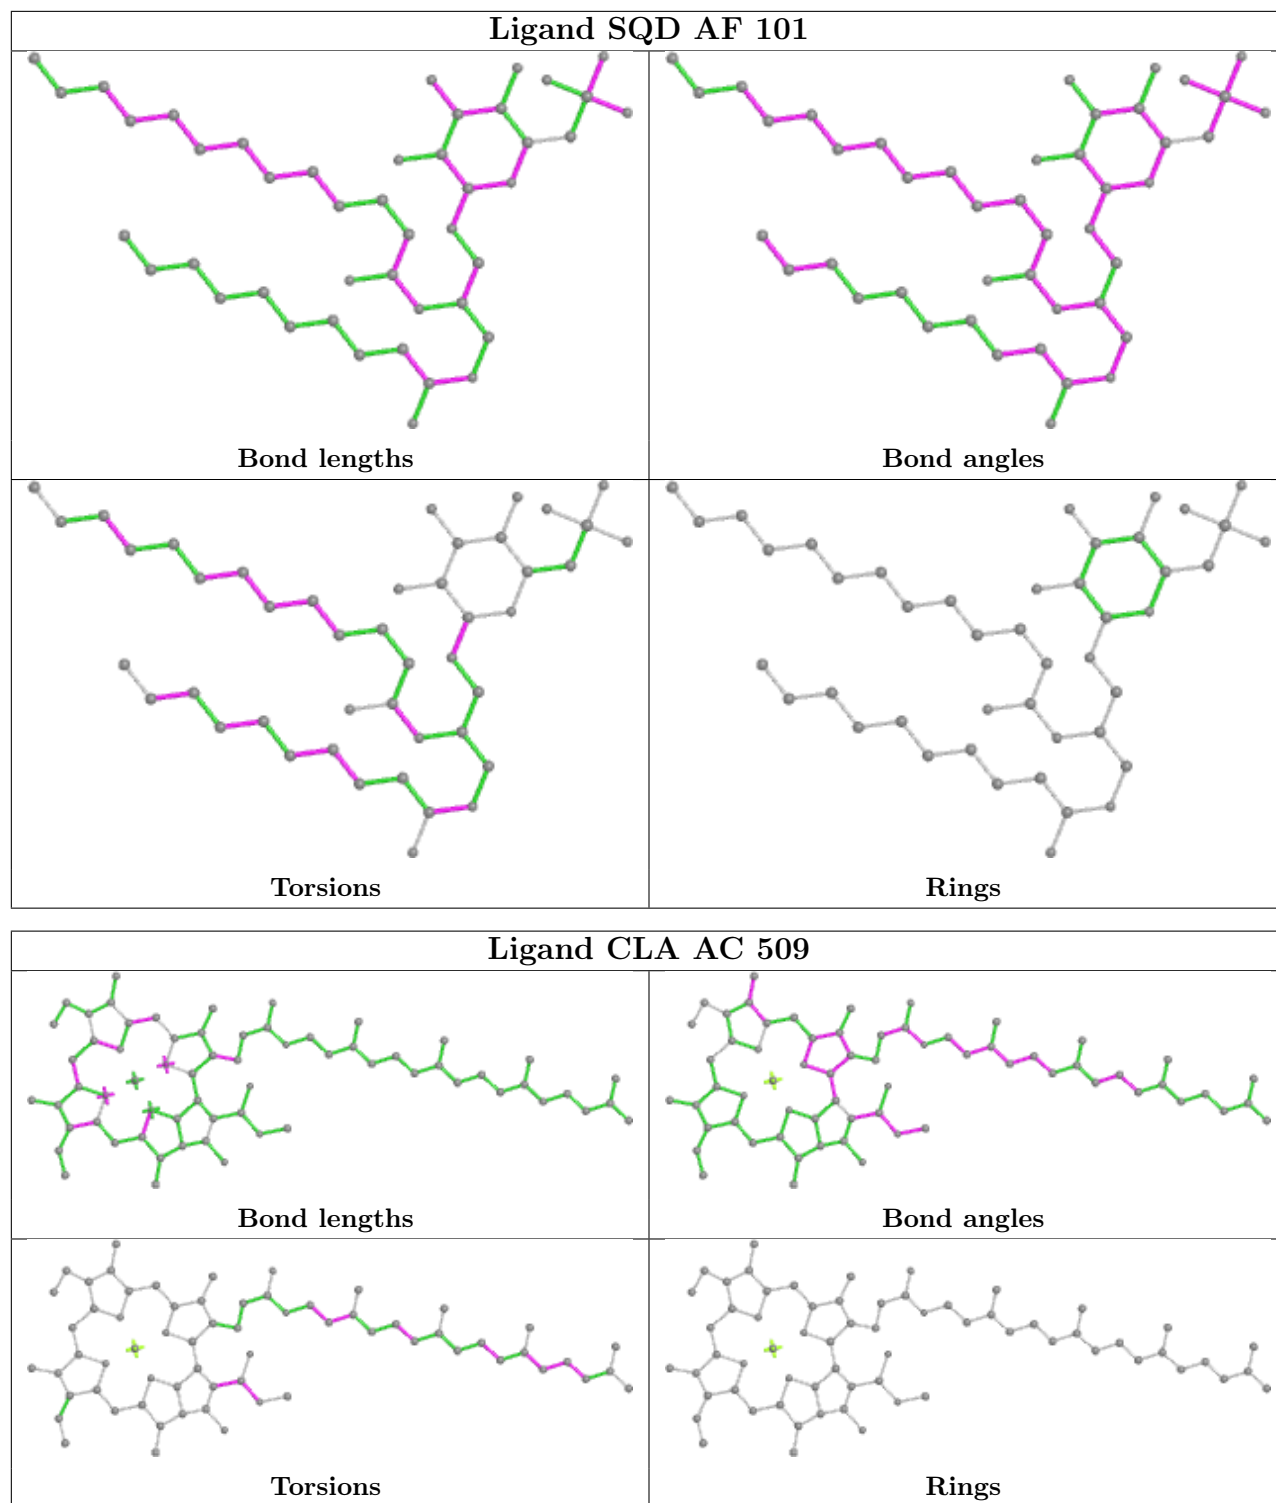 Ligand SQD AF 101
Bond lengths
Bond angles
Torsions
Rings
Ligand CLA AC 509
Bond lengths
Bond angles
Torsions
Rings